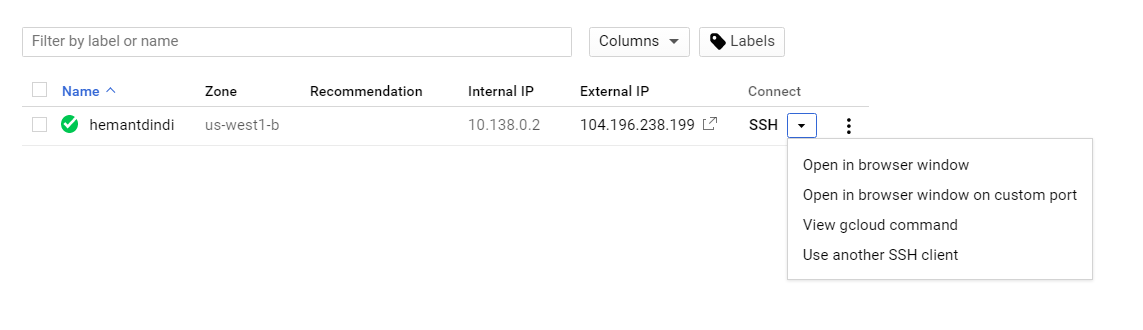 Filter by label or name Columns Labels
Name Zone Recommendation Internal IP External IP Connect
hemantdindi us-west1-b 10.138.0.2 104.196.238.199 SSH
Open in browser window
Open in browser window on custom port
View gcloud command
Use another SSH client